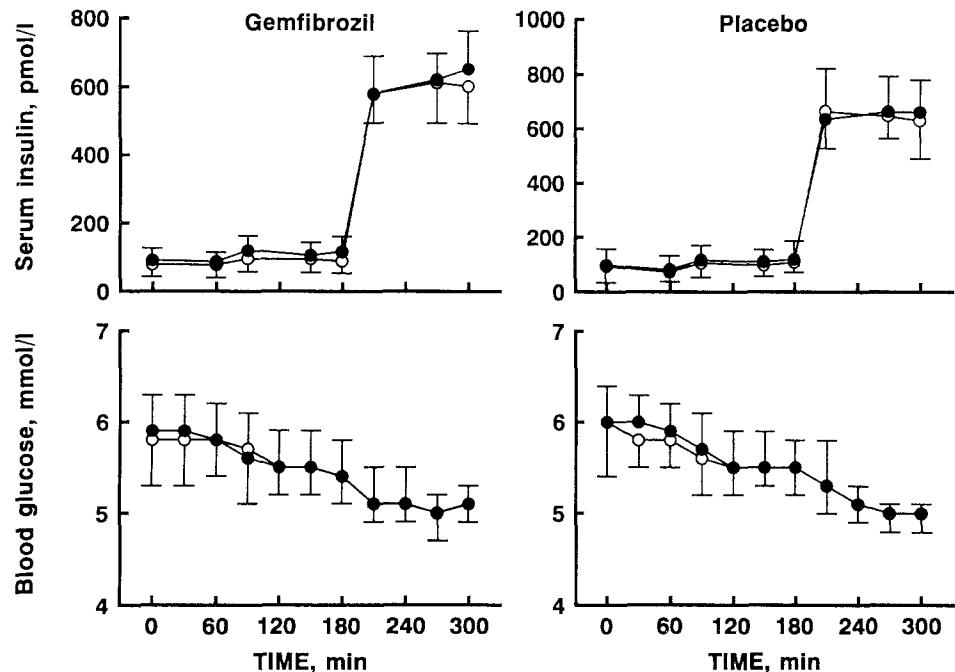 Gemfibrozil
Placebo
Serum insulin, pmol/l
800
600
400
200
0
1000
800
600
400
200
0
Blood glucose, mmol/l
7
6
5
4
7
6
5
4
0 60 120 180 240 300
0 60 120 180 240 300
TIME, min
TIME, min